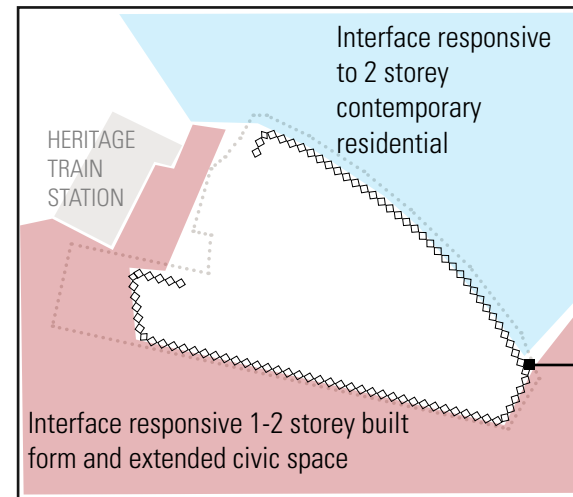 Interface responsive
to 2 storey
contemporary
residential
HERITAGE
TRAIN
STATION
Interface responsive 1-2 storey built
form and extended civic space